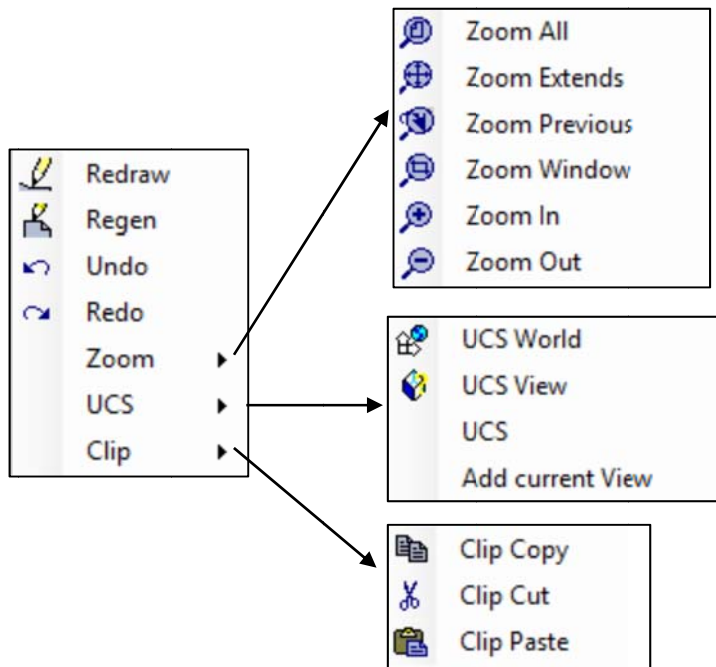 Redraw
Regen
Undo
Redo
Zoom
UCS
Clip
Zoom All
Zoom Extends
Zoom Previous
Zoom Window
Zoom In
Zoom Out
UCS World
UCS View
UCS
Add current View
Clip Copy
Clip Cut
Clip Paste